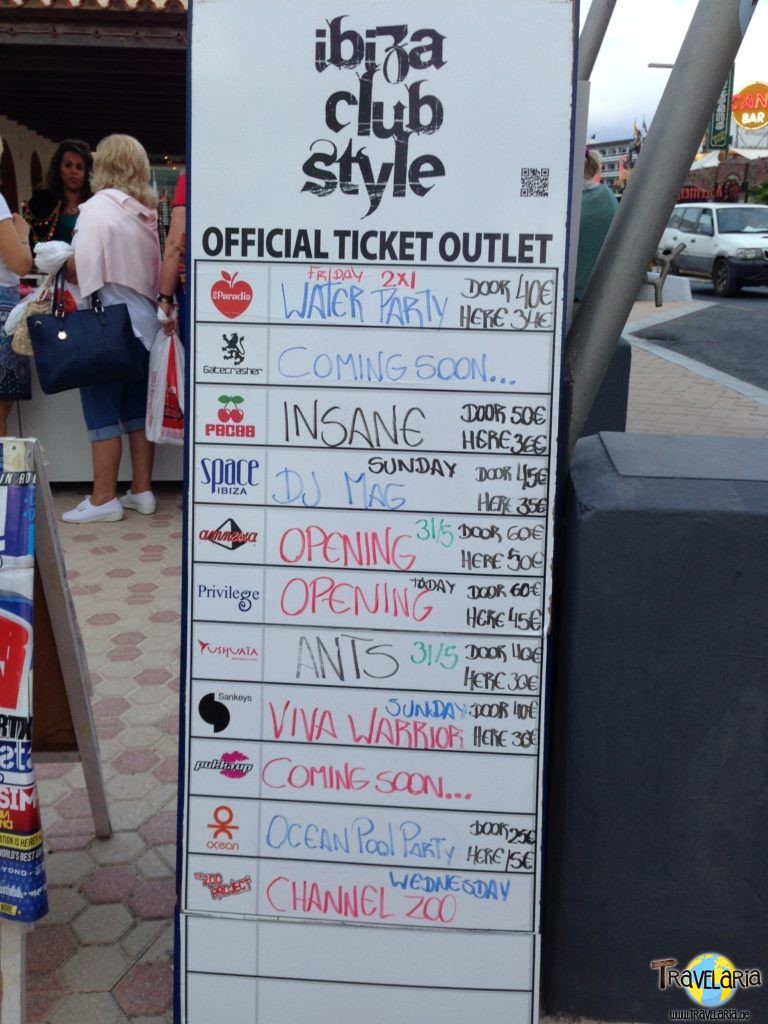 ibiza
club
style
OFFICIAL TICKET OUTLET
es Paradis FRIDAY 2X1 DOOR 40€
WATER PARTY HERE 34€
Gatecrasher COMING SOON...
PACHA INSANE DOOR 50€
HERE 36€
space SUNDAY DOOR 45€
IBIZA DJ MAG HERE 35€
amnesia OPENING 31/5 DOOR 60€
HERE 50€
Privilege OPENING TODAY DOOR 60€
HERE 45€
USHUAIA ANTS 31/5 DOOR 40€
HERE 30€
Sankeys SUNDAY DOOR 40€
VIVA WARRIOR HERE 30€
pukka up COMING SOON...
ocean OCEAN POOL PARTY DOOR 25€
HERE 15€
THE ZOO PROJECT WEDNESDAY
CHANNEL ZOO
BAR
TRAVELARIA
www.TRAVELARIA.de